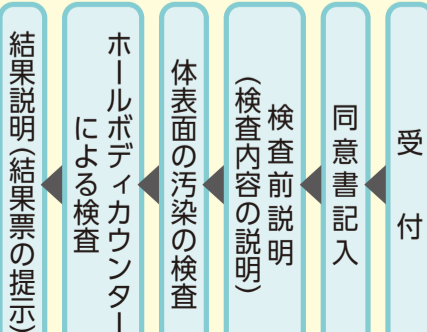 受付
同意書記入
検査前説明
(検査内容の説明)
体表面の汚染の検査
ホールボディカウンター
による検査
結果説明(結果票の提示)